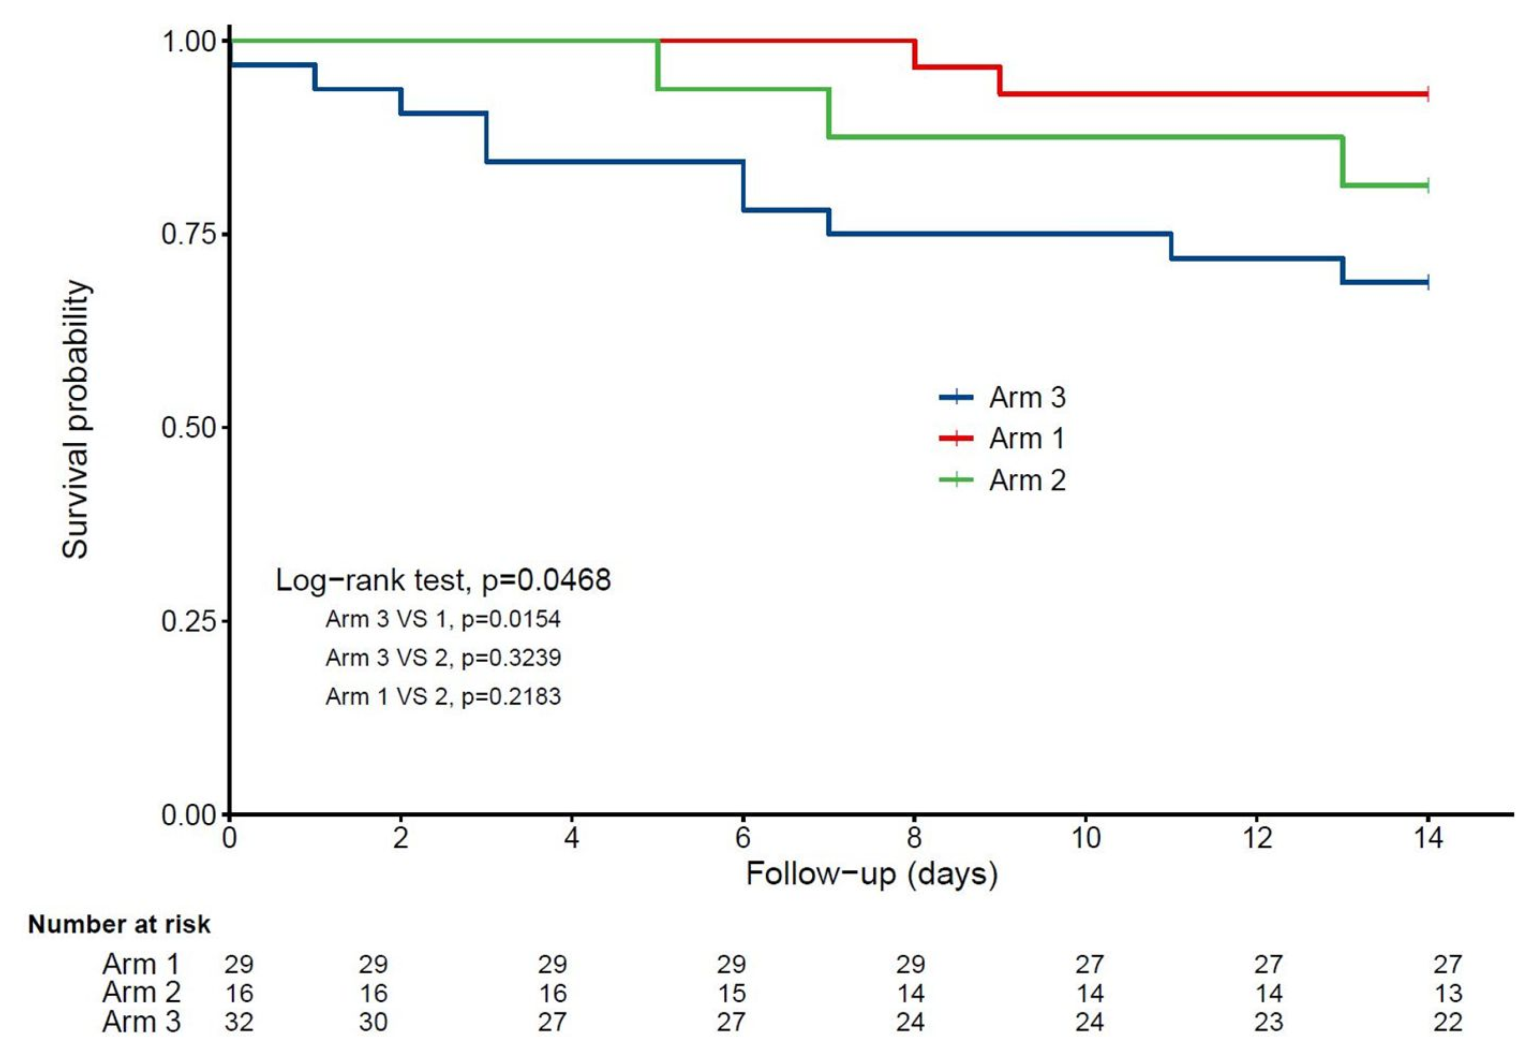 1.00
0.75
0.50
0.25
0.00
Survival probability
Arm 3
Arm 1
Arm 2
Log−rank test, p=0.0468
Arm 3 VS 1, p=0.0154
Arm 3 VS 2, p=0.3239
Arm 1 VS 2, p=0.2183
0 2 4 6 8 10 12 14
Follow−up (days)
Number at risk
Arm 1 29 29 29 29 29 27 27 27
Arm 2 16 16 16 15 14 14 14 13
Arm 3 32 30 27 27 24 24 23 22